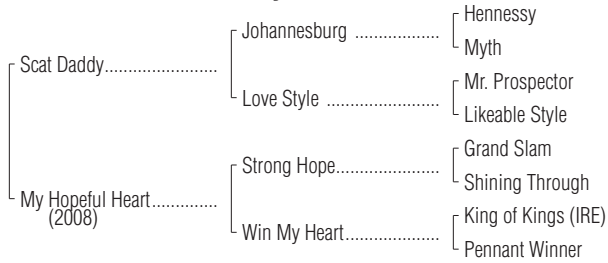 Hennessy
Johannesburg ..................
Myth
Scat Daddy.......................
Mr. Prospector
Love Style ........................
Likeable Style
Grand Slam
Strong Hope......................
Shining Through
My Hopeful Heart..............
(2008)
King of Kings (IRE)
Win My Heart....................
Pennant Winner